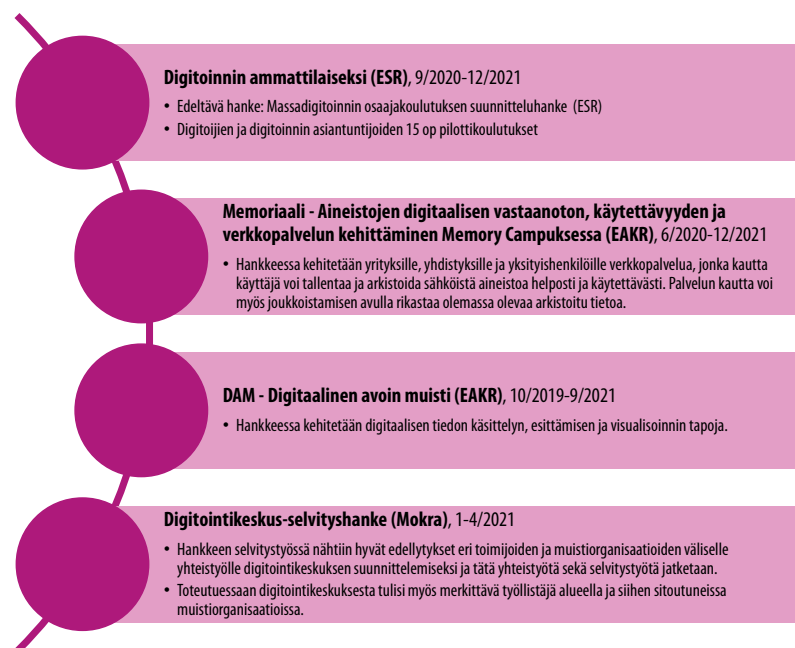 Digitoinnin ammattilaiseksi (ESR), 9/2020-12/2021
• Edeltävä hanke: Massadigitoinnin osaajakoulutuksen suunnitteluhanke (ESR)
• Digitoijien ja digitoinnin asiantuntijoiden 15 op pilottikoulutukset
Memoriaali - Aineistojen digitaalisen vastaanoton, käytettävyyden ja
verkkopalvelun kehittäminen Memory Campuksessa (EAKR), 6/2020-12/2021
• Hankkeessa kehitetään yrityksille, yhdistyksille ja yksityishenkilöille verkkopalvelua, jonka kautta
käyttäjä voi tallentaa ja arkistoida sähköistä aineistoa helposti ja käytettävästi. Palvelun kautta voi
myös joukkoistamisen avulla rikastaa olemassa olevaa arkistoitu tietoa.
DAM - Digitaalinen avoin muisti (EAKR), 10/2019-9/2021
• Hankkeessa kehitetään digitaalisen tiedon käsittelyn, esittämisen ja visualisoinnin tapoja.
Digitointikeskus-selvityshanke (Mokra), 1-4/2021
• Hankkeen selvitystyössä nähtiin hyvät edellytykset eri toimijoiden ja muistiorganisaatioiden väliselle
yhteistyölle digitointikeskuksen suunnittelemiseksi ja tätä yhteistyötä sekä selvitystyötä jatketaan.
• Toteutuessaan digitointikeskuksesta tulisi myös merkittävä työllistäjä alueella ja siihen sitoutuneissa
muistiorganisaatioissa.